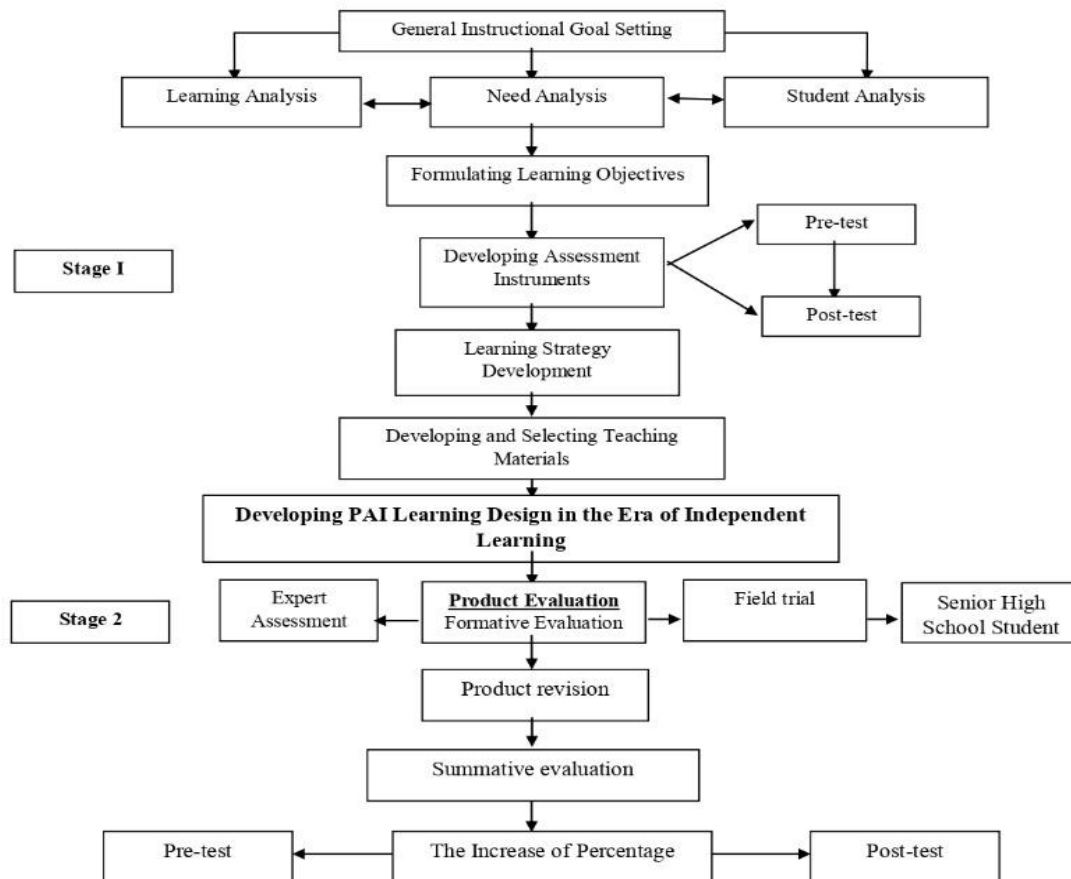 General Instructional Goal Setting
Learning Analysis
Need Analysis
Student Analysis
Formulating Learning Objectives
Pre-test
Stage I
Developing Assessment
Instruments
Post-test
Learning Strategy
Development
Developing and Selecting Teaching
Materials
Developing PAI Learning Design in the Era of Independent
Learning
Stage 2
Expert
Assessment
Product Evaluation
Formative Evaluation
Field trial
Senior High
School Student
Product revision
Summative evaluation
Pre-test
The Increase of Percentage
Post-test